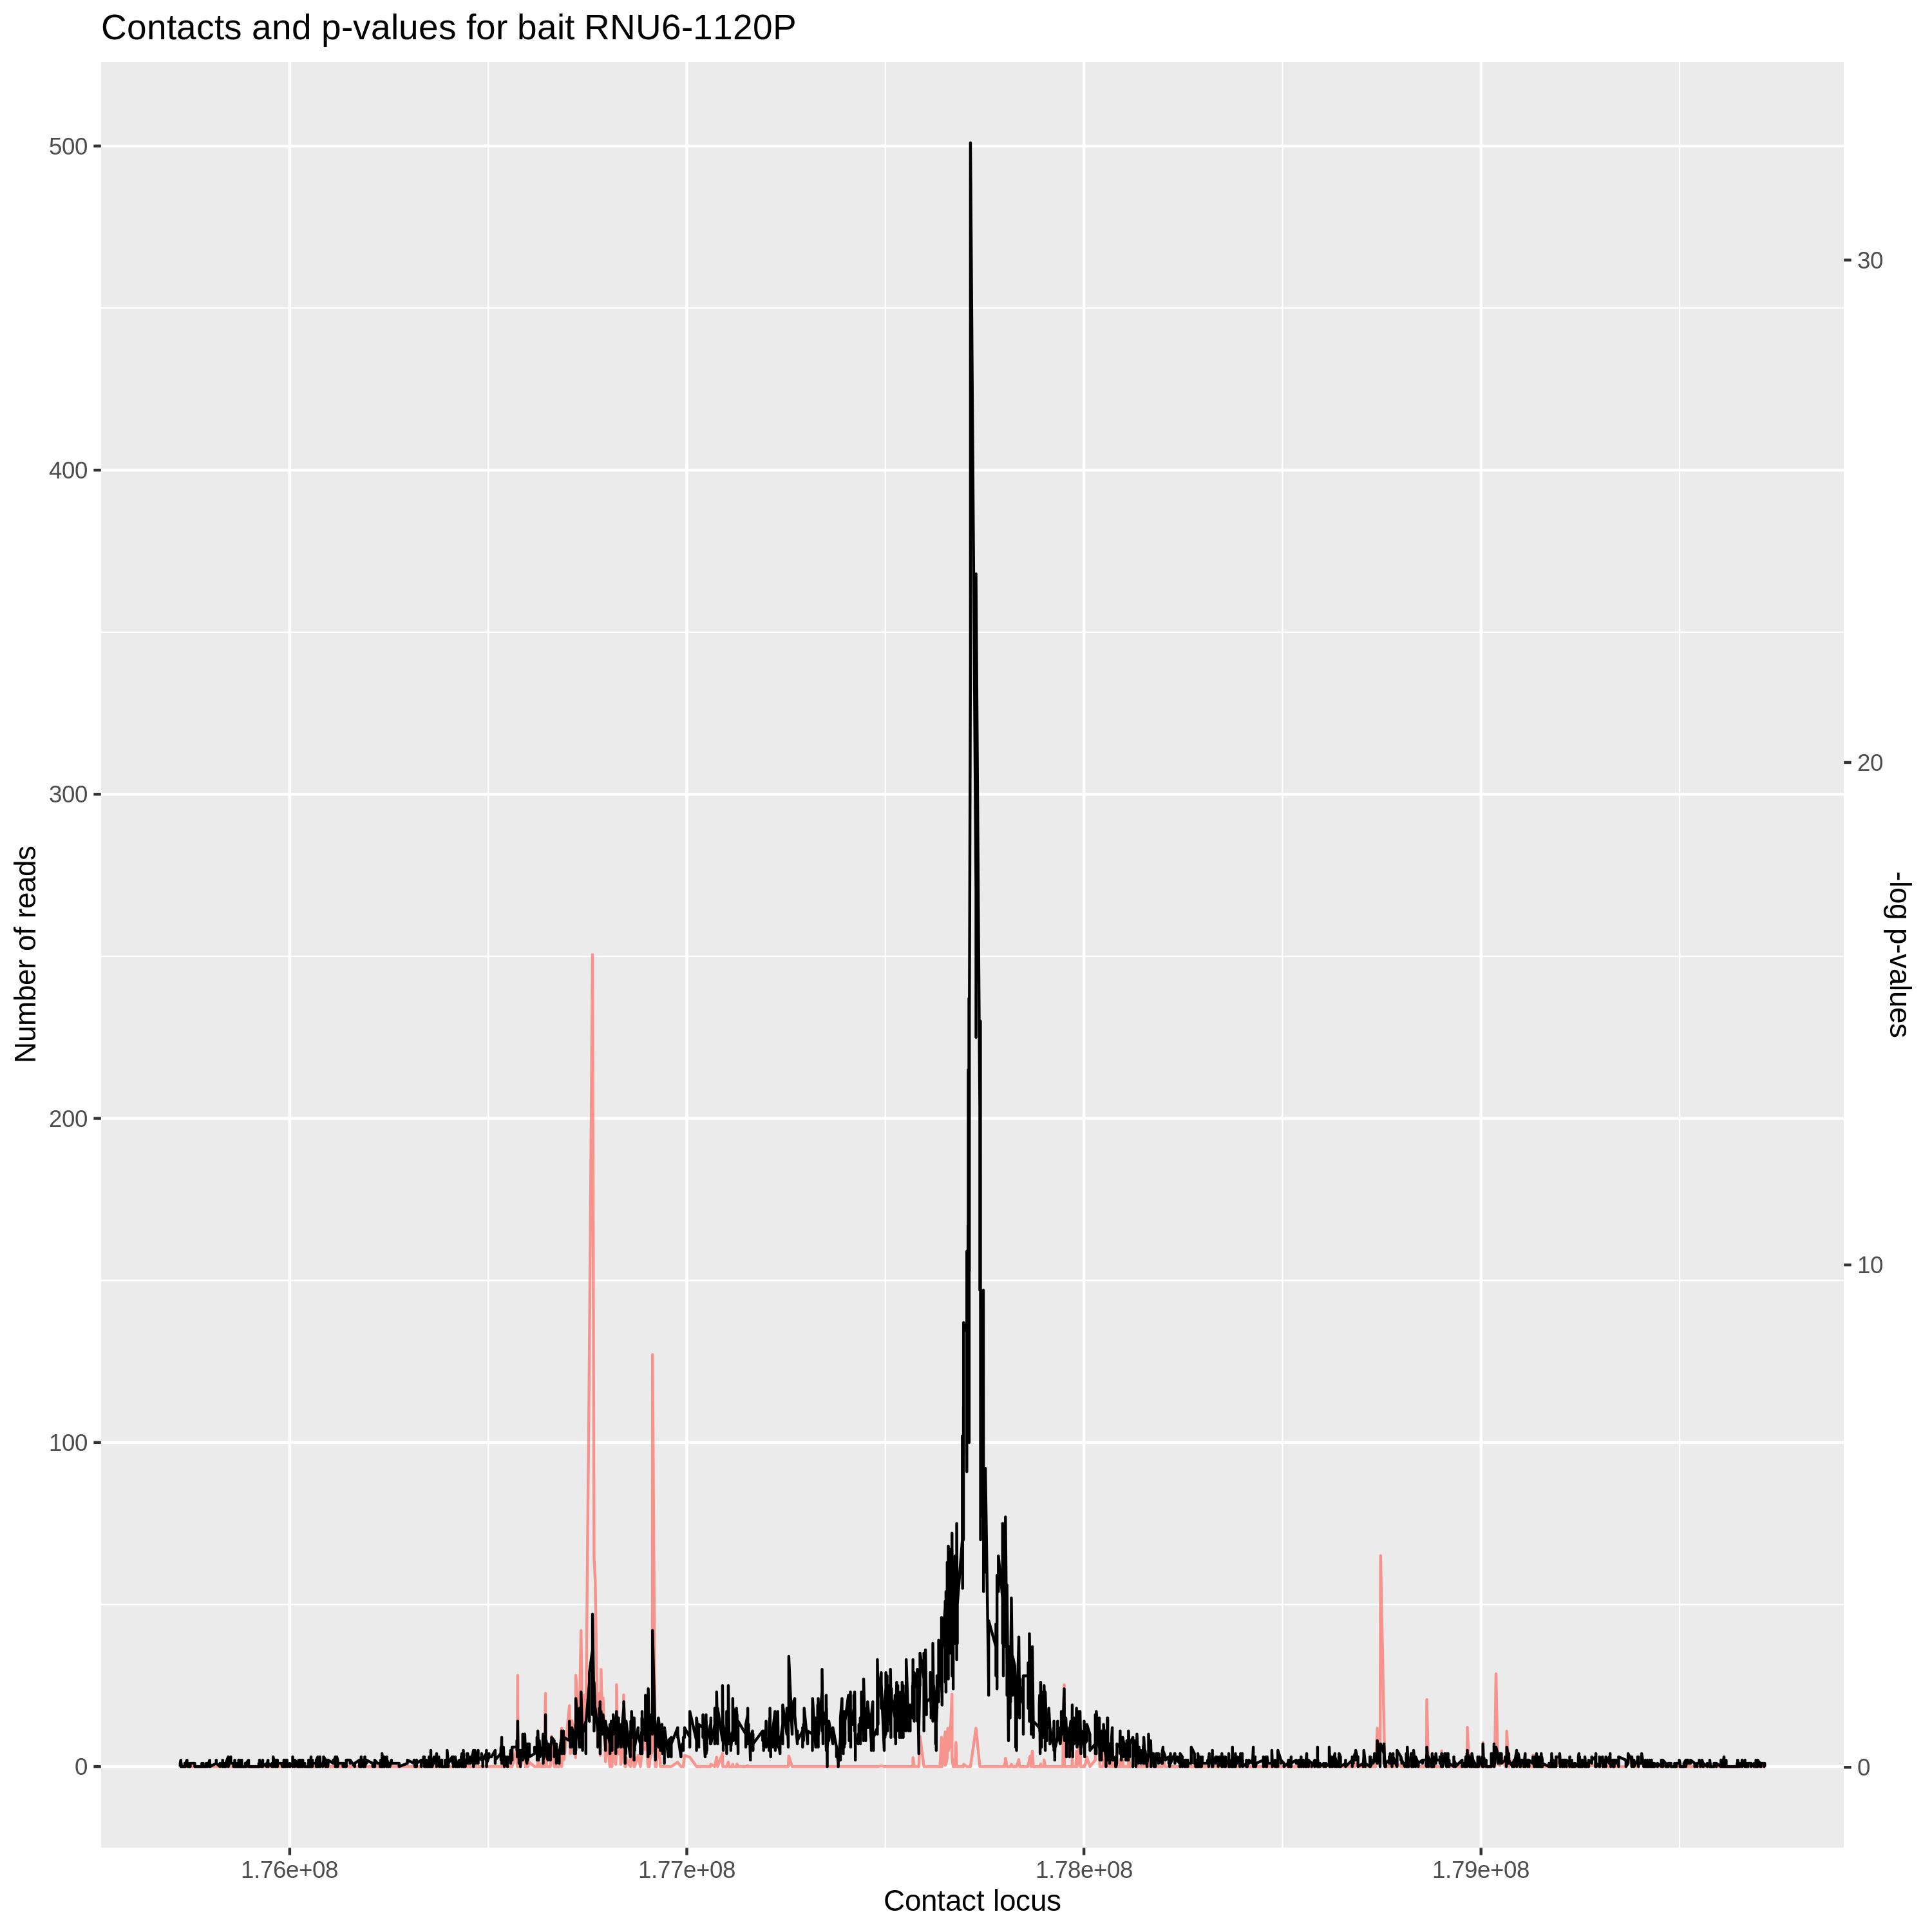 Contacts and p-values for bait RNU6-1120P
500
400
300
200
100
0
Number of reads
30
20
10
0
-log p-values
1.76e+08
1.77e+08
1.78e+08
1.79e+08
Contact locus